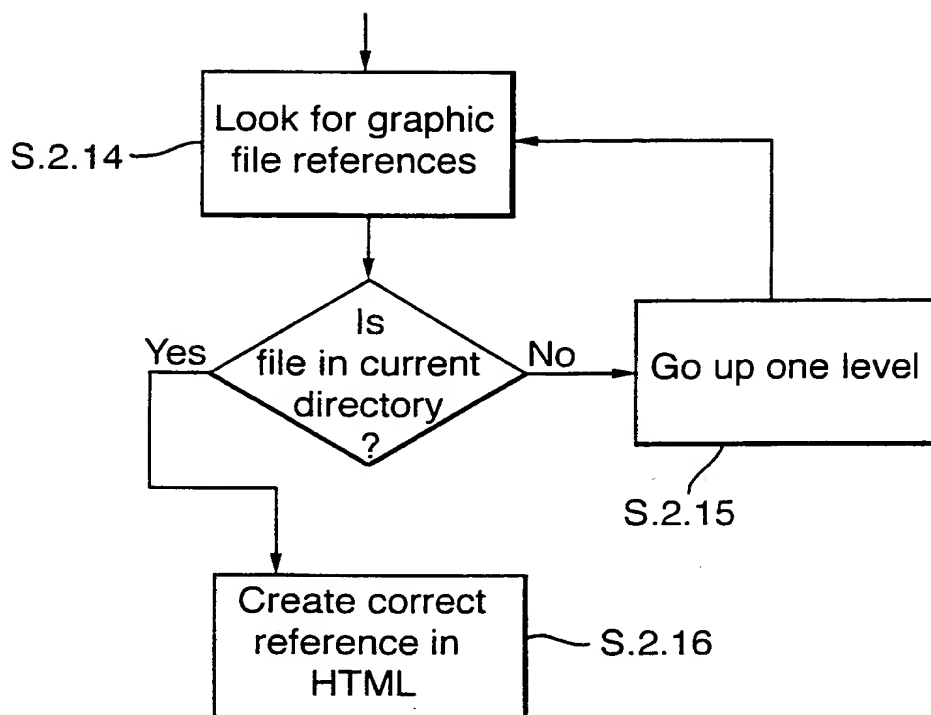 Look for graphic
file references
S.2.14
Is
file in current
directory
?
Yes
No
Go up one level
S.2.15
Create correct
reference in
HTML
S.2.16